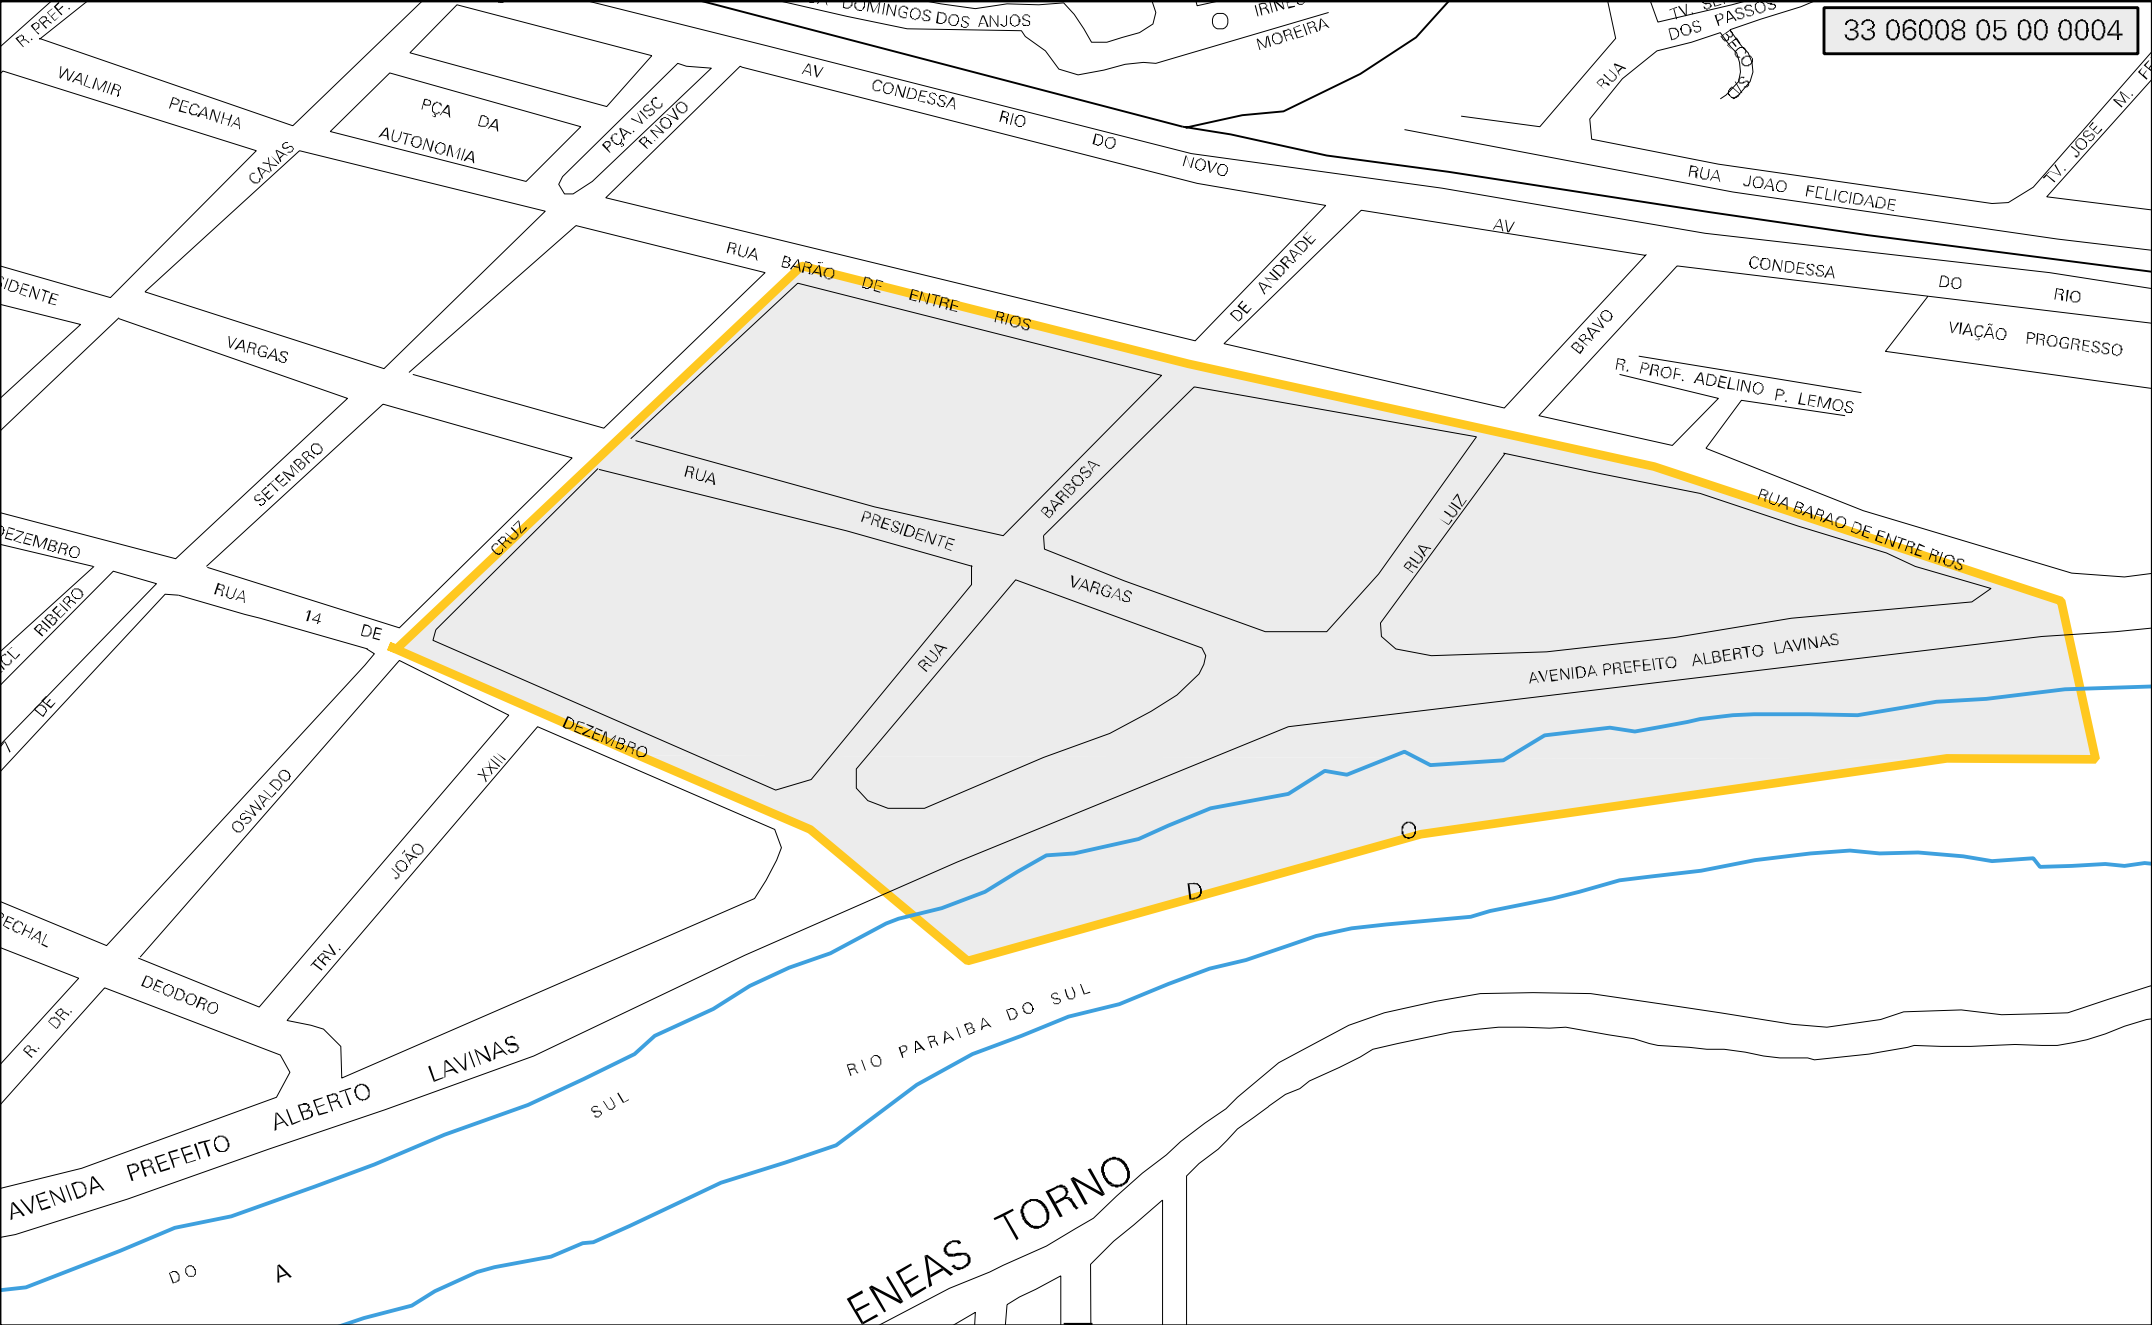 33 06008 05 00 0004
R. PREF.
DOMINGOS DOS ANJOS
MOREIRA
DOS PASSOS
BECO S/D
RUA
TV. JOSE M.
WALMIR PECANHA
CAXIAS
PÇA DA
AUTONOMIA
PÇA. VISC
R.NOVO
AV CONDESSA RIO DO NOVO
RUA JOAO FELICIDADE
AV CONDESSA DO RIO
VIAÇÃO PROGRESSO
R. PROF. ADELINO P. LEMOS
BRAVO
DE ANDRADE
RUA BARÃO DE ENTRE RIOS
SIDENTE
VARGAS
SETEMBRO
CRUZ
RUA PRESIDENTE VARGAS
BARBOSA
RUA
RUA LUIZ
RUA BARAO DE ENTRE RIOS
DEZEMBRO
RUA 14 DE
DEZEMBRO
RIBEIRO
DE
OSWALDO
TRV. JOÃO XXIII
AVENIDA PREFEITO ALBERTO LAVINAS
ECHAL
DEODORO
R. DR.
AVENIDA PREFEITO ALBERTO LAVINAS
D O
RIO PARAIBA DO SUL
SUL
DO
A
ENEAS TORNO